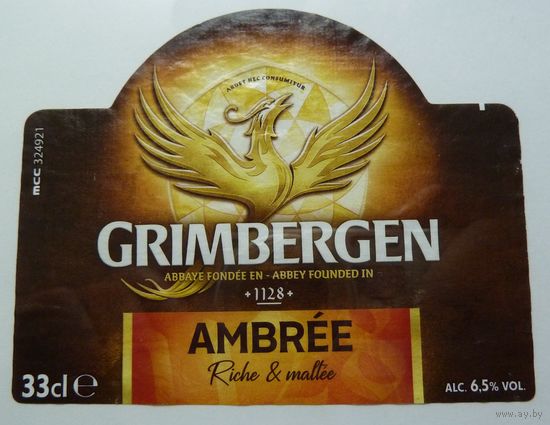 ARDET NEC CONSUMITUR
324921
GRIMBERGEN
ABBAYE FONDÉE EN - ABBEY FOUNDED IN
+1128+
AMBRÉE
Riche & maltée
33cl e
ALC. 6,5% VOL.
www.ay.by